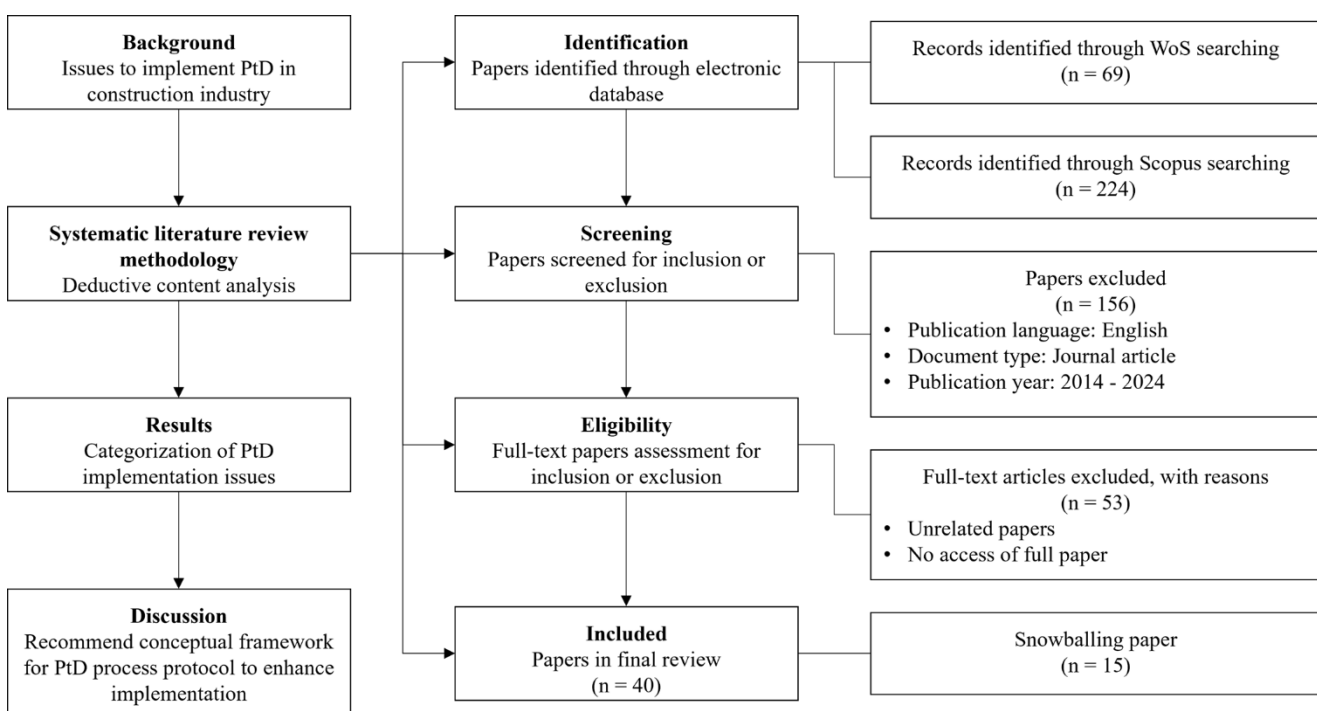 Background
Issues to implement PtD in
construction industry
Systematic literature review
methodology
Deductive content analysis
Results
Categorization of PtD
implementation issues
Discussion
Recommend conceptual framework
for PtD process protocol to enhance
implementation
Identification
Papers identified through electronic
database
Screening
Papers screened for inclusion or
exclusion
Eligibility
Full-text papers assessment for
inclusion or exclusion
Included
Papers in final review
(n = 40)
Records identified through WoS searching
(n = 69)
Records identified through Scopus searching
(n = 224)
Papers excluded
(n = 156)
• Publication language: English
• Document type: Journal article
• Publication year: 2014 - 2024
Full-text articles excluded, with reasons
(n = 53)
• Unrelated papers
• No access of full paper
Snowballing paper
(n = 15)